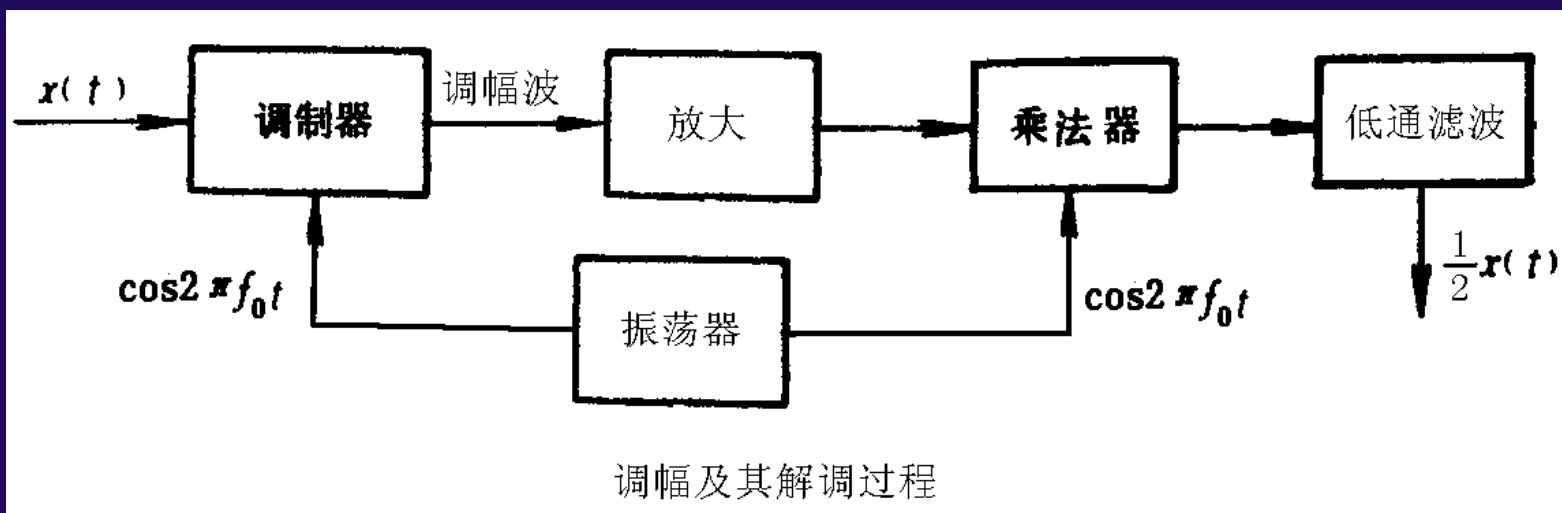 x(t)
调制器
调幅波
放大
乘法器
低通滤波
cos2πf₀t
振荡器
cos2πf₀t
½x(t)
调幅及其解调过程